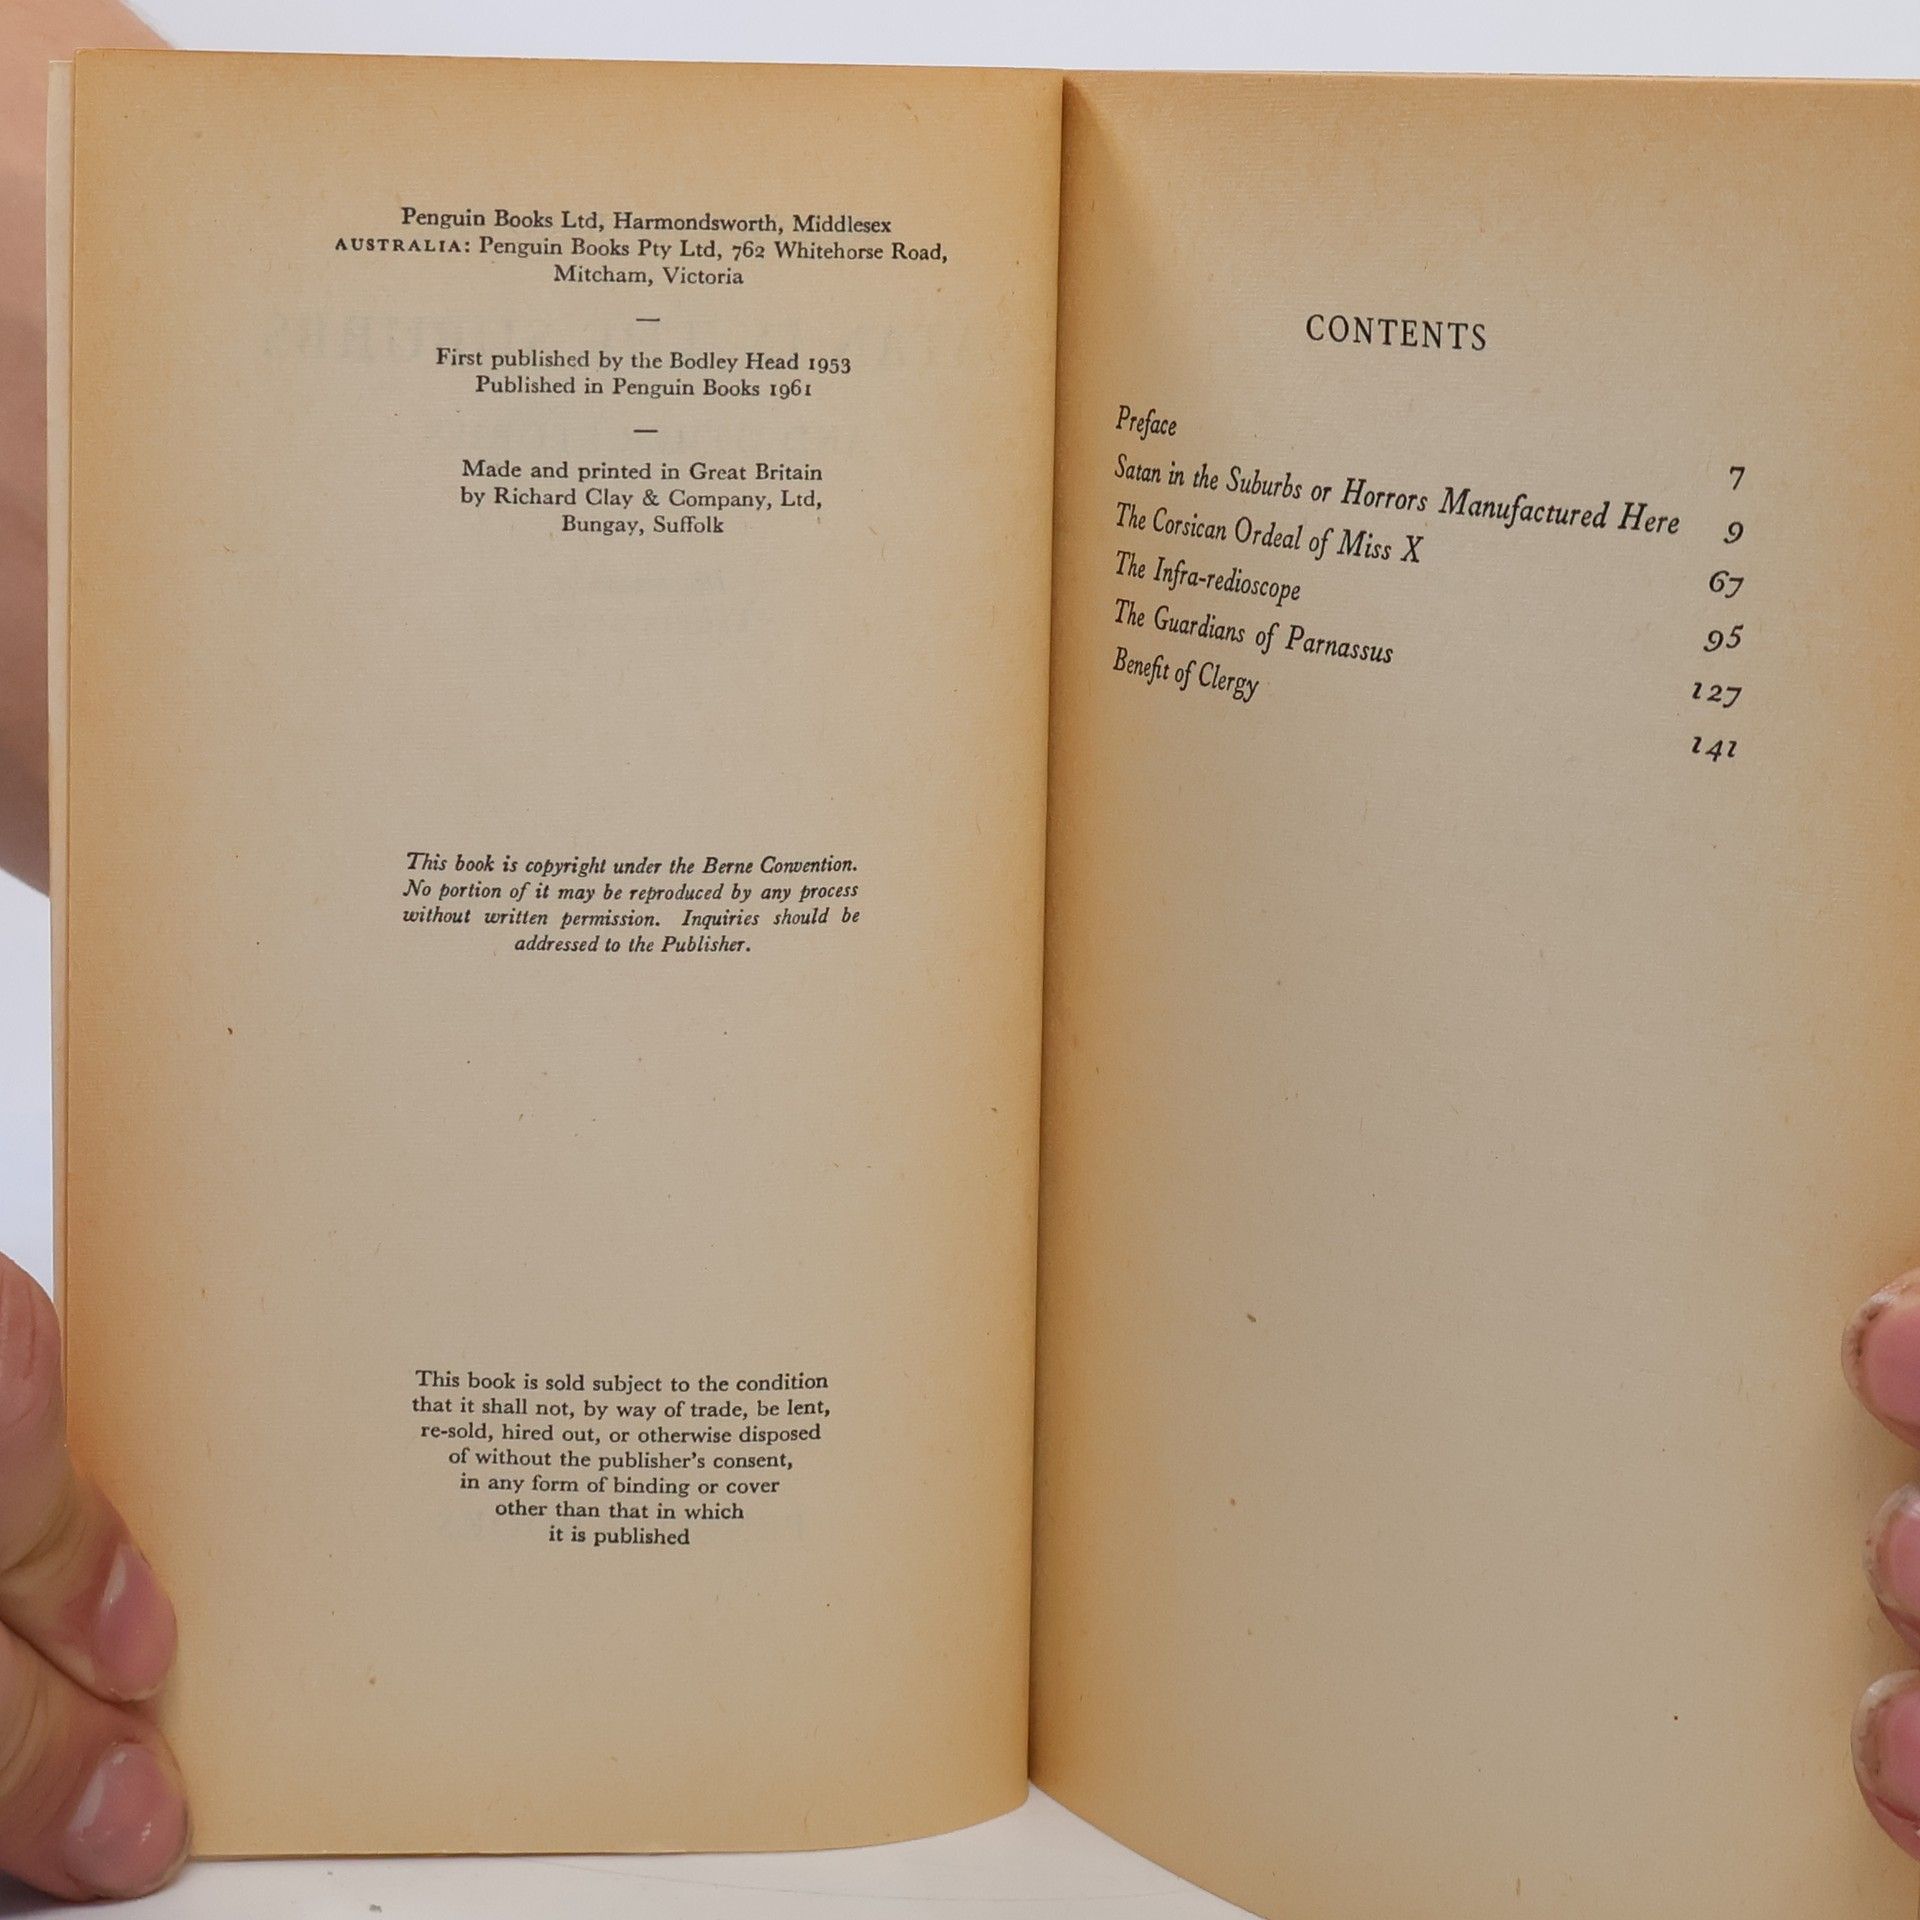 Penguin Books Ltd, Harmondsworth, Middlesex
AUSTRALIA: Penguin Books Pty Ltd, 762 Whitehorse Road,
Mitcham, Victoria
—
First published by the Bodley Head 1953
Published in Penguin Books 1961
—
Made and printed in Great Britain
by Richard Clay & Company, Ltd,
Bungay, Suffolk
This book is copyright under the Berne Convention.
No portion of it may be reproduced by any process
without written permission. Inquiries should be
addressed to the Publisher.
This book is sold subject to the condition
that it shall not, by way of trade, be lent,
re-sold, hired out, or otherwise disposed
of without the publisher's consent,
in any form of binding or cover
other than that in which
it is published
CONTENTS
Preface 7
Satan in the Suburbs or Horrors Manufactured Here 9
The Corsican Ordeal of Miss X 67
The Infra-redioscope 95
The Guardians of Parnassus 127
Benefit of Clergy 141